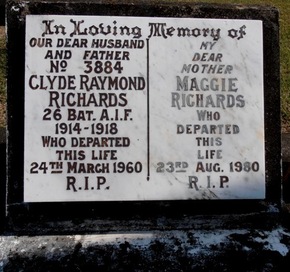 In Loving Memory of
OUR DEAR HUSBAND
AND FATHER
No 3884
CLYDE RAYMOND
RICHARDS
26 BAT. A.I.F.
1914-1918
WHO DEPARTED
THIS LIFE
24TH MARCH 1960
R.I.P.
MY
DEAR
MOTHER
MAGGIE
RICHARDS
WHO
DEPARTED
THIS
LIFE
23RD AUG. 1980
R.I.P.